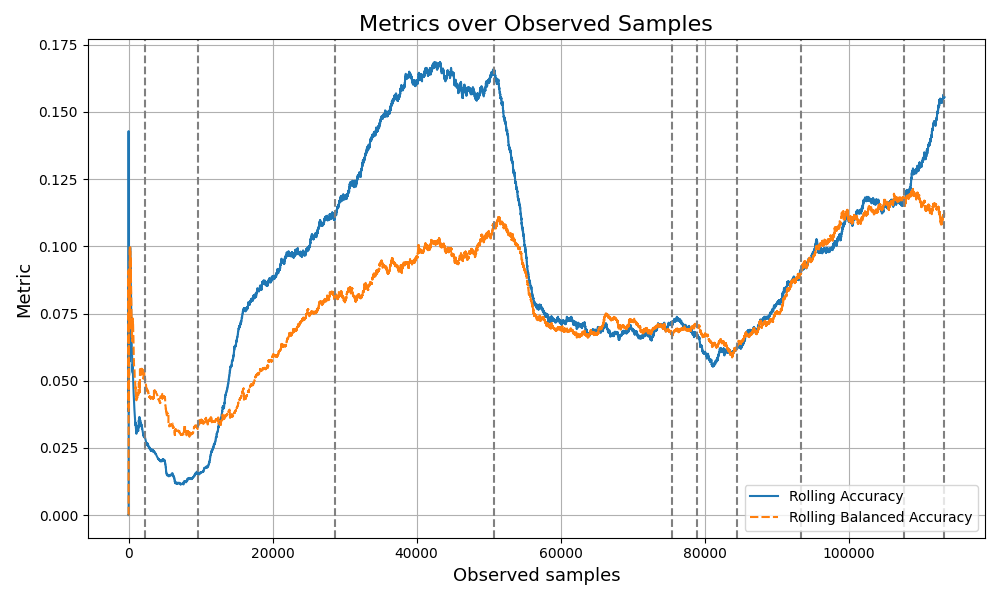 Metrics over Observed Samples
0.175
0.150
0.125
0.100
0.075
0.050
0.025
0.000
Metric
0 20000 40000 60000 80000 100000
Observed samples
Rolling Accuracy
Rolling Balanced Accuracy